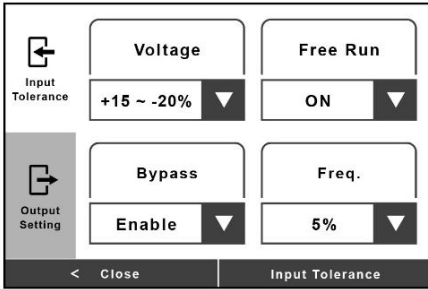 Input
Tolerance
Voltage
+15 ~ -20%
Free Run
ON
Output
Setting
Bypass
Enable
Freq.
5%
< Close
Input Tolerance